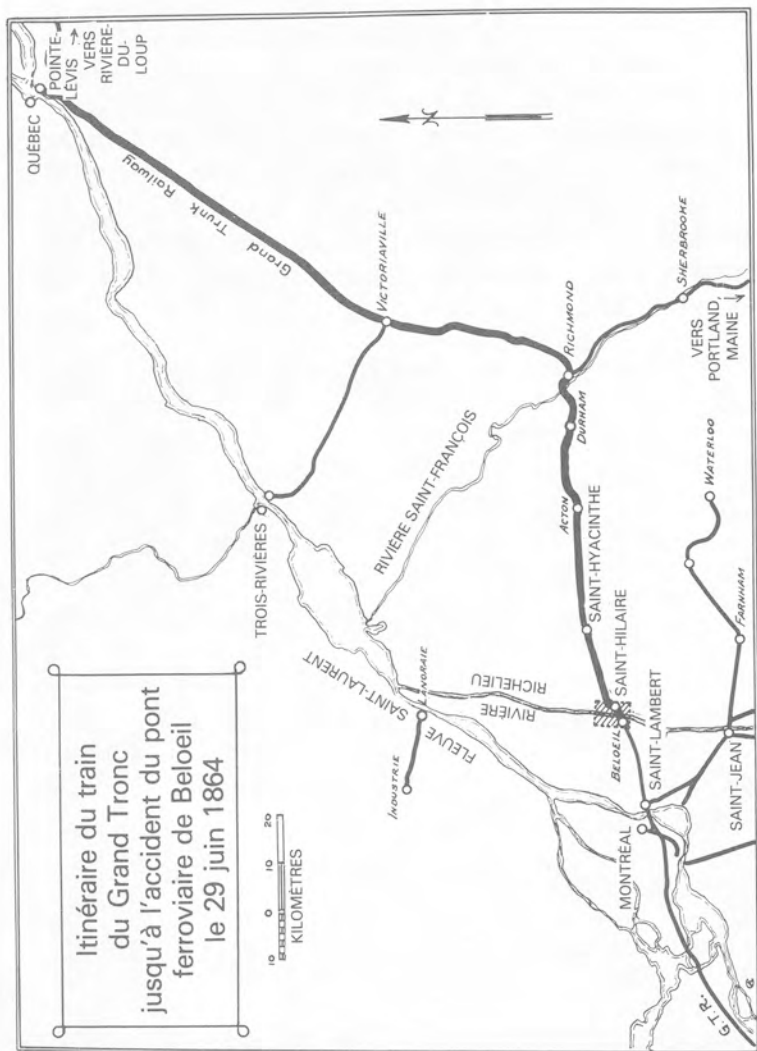 Itinéraire du train
du Grand Tronc
jusqu'à l'accident du pont
ferroviaire de Beloeil
le 29 juin 1864
10 0 10 20
KILOMÈTRES
QUÉBEC
POINTE-
LÉVIS →
VERS
RIVIÈRE-
DU-
LOUP
Grand Trunk Railway
N
VICTORIAVILLE
TROIS-RIVIÈRES
RIVIÈRE SAINT-FRANÇOIS
RICHMOND
DURHAM
ACTON
SHERBROOKE
VERS
PORTLAND,
MAINE
WATERLOO
FARNHAM
SAINT-HYACINTHE
SAINT-HILAIRE
BELOEIL
SAINT-LAMBERT
SAINT-JEAN
MONTRÉAL
RIVIÈRE RICHELIEU
FLEUVE SAINT-LAURENT
LANORAIE
INDUSTRIE
G.T.R.